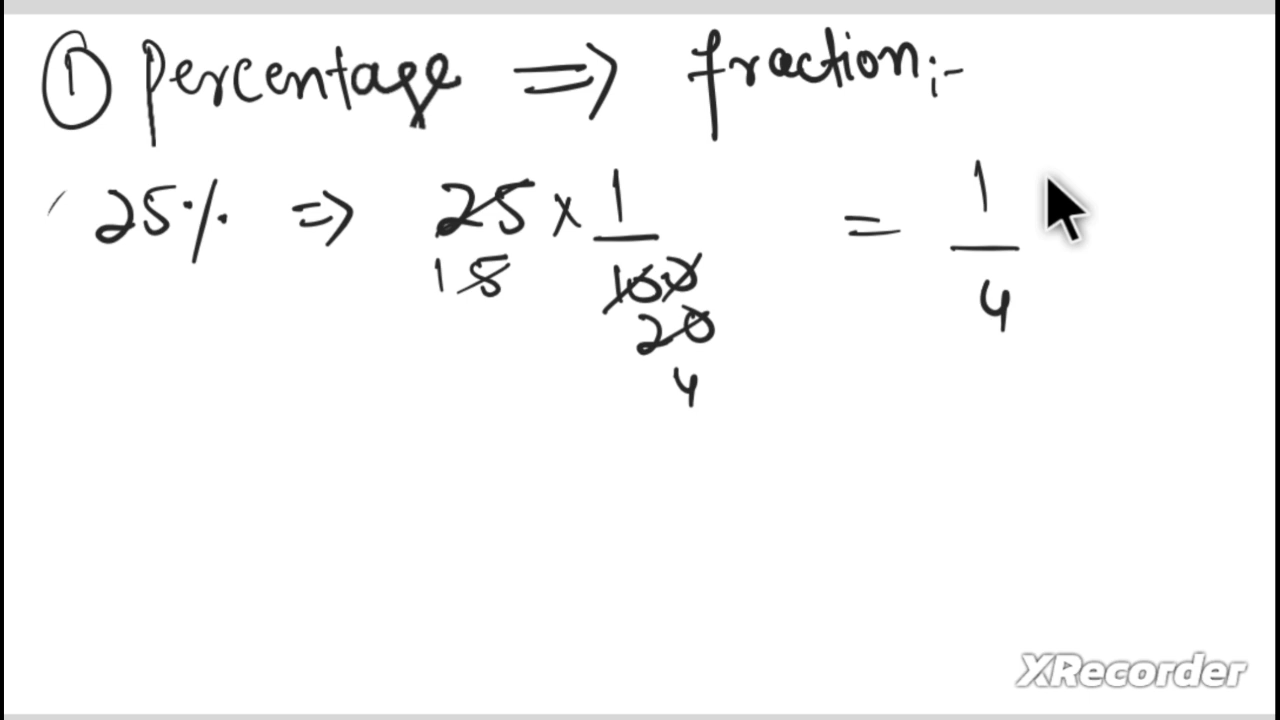 ① Percentage => fraction:-
25% => 25 × 1/100 = 1/4
1 5 20
4
XRecorder